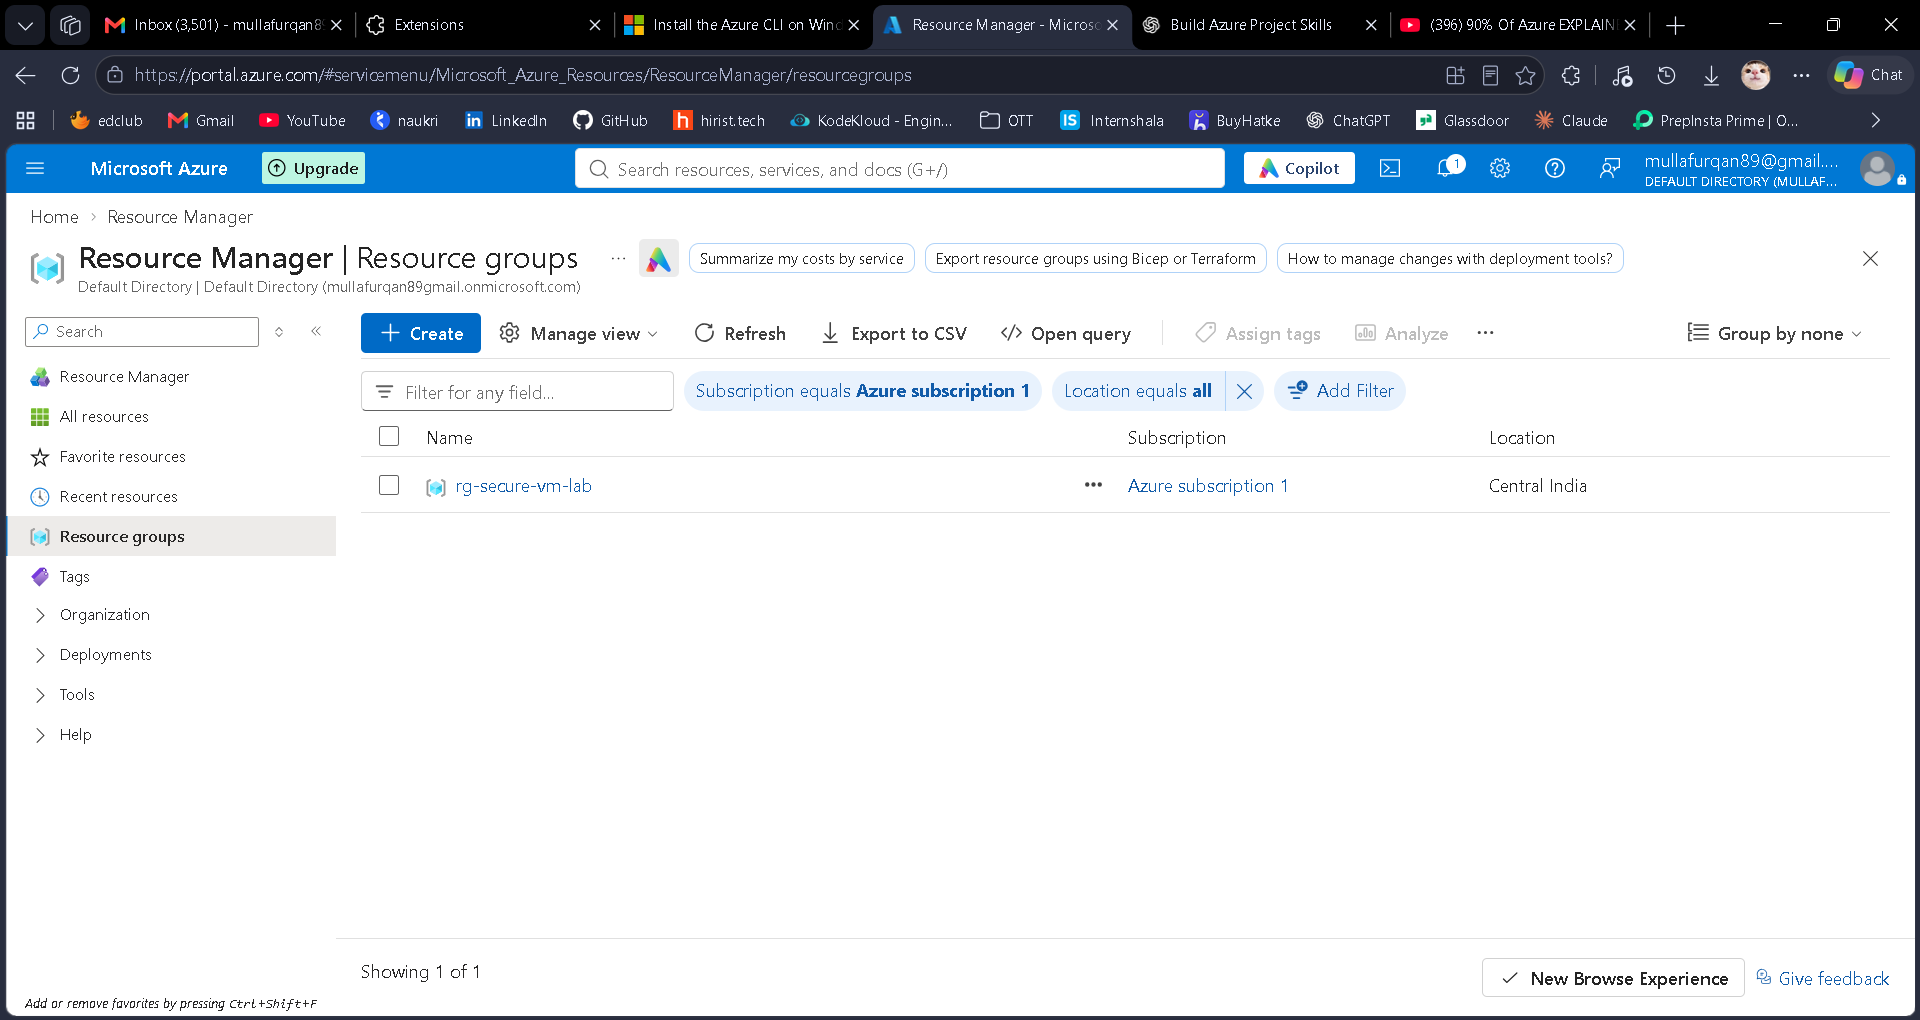 Inbox (3,501) - mullafurqan89
Extensions
Install the Azure CLI on Wind
Resource Manager - Microso
Build Azure Project Skills
(396) 90% Of Azure EXPLAIN
https://portal.azure.com/#servicemenu/Microsoft_Azure_Resources/ResourceManager/resourcegroups
Chat
edclub
Gmail
YouTube
naukri
LinkedIn
GitHub
hirist.tech
KodeKloud - Engin...
OTT
Internshala
BuyHatke
ChatGPT
Glassdoor
Claude
PrepInsta Prime | O...
Microsoft Azure
Upgrade
Search resources, services, and docs (G+/)
Copilot
1
mullafurqan89@gmail....
DEFAULT DIRECTORY (MULLAF...
Home > Resource Manager
Resource Manager | Resource groups
...
Summarize my costs by service
Export resource groups using Bicep or Terraform
How to manage changes with deployment tools?
Default Directory | Default Directory (mullafurqan89gmail.onmicrosoft.com)
Search
Create
Manage view
Refresh
Export to CSV
Open query
Assign tags
Analyze
Group by none
Resource Manager
All resources
Favorite resources
Recent resources
Resource groups
Tags
Organization
Deployments
Tools
Help
Filter for any field...
Subscription equals Azure subscription 1
Location equals all
Add Filter
Name
Subscription
Location
rg-secure-vm-lab
Azure subscription 1
Central India
Showing 1 of 1
New Browse Experience
Give feedback
Add or remove favorites by pressing Ctrl+Shift+F